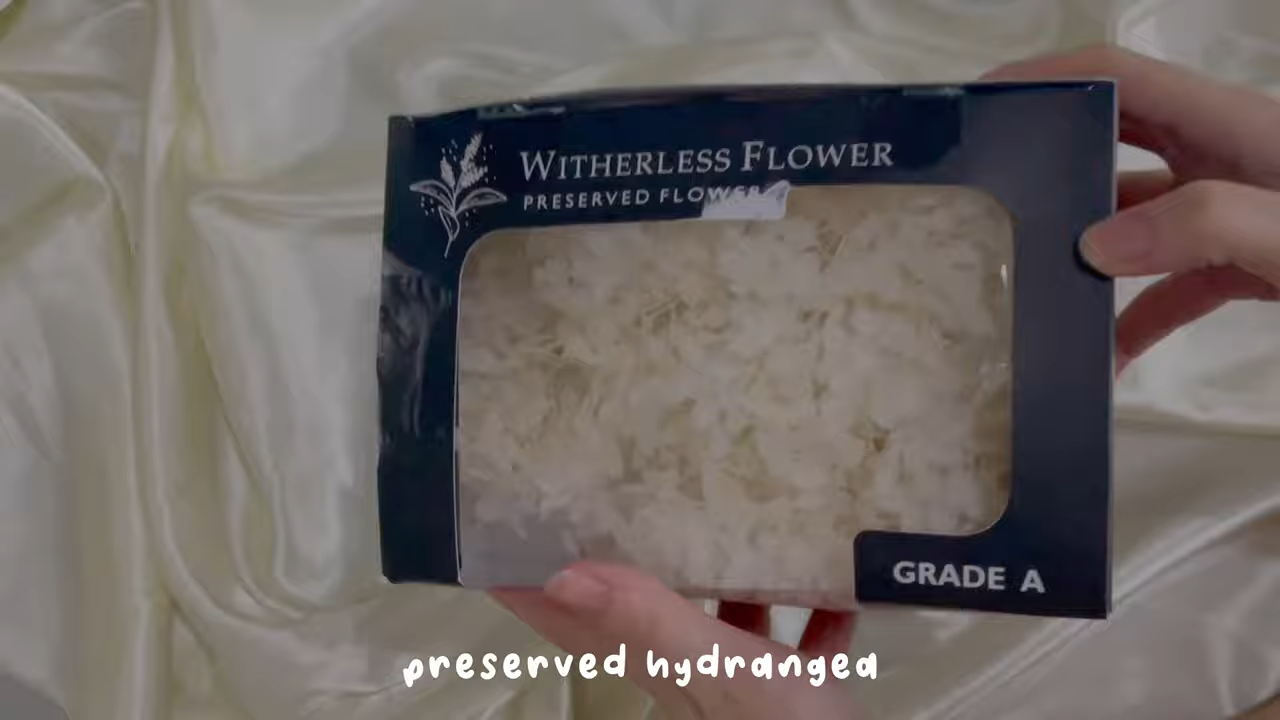 WITHERLESS FLOWER
PRESERVED FLOWER
GRADE A
preserved hydrangea